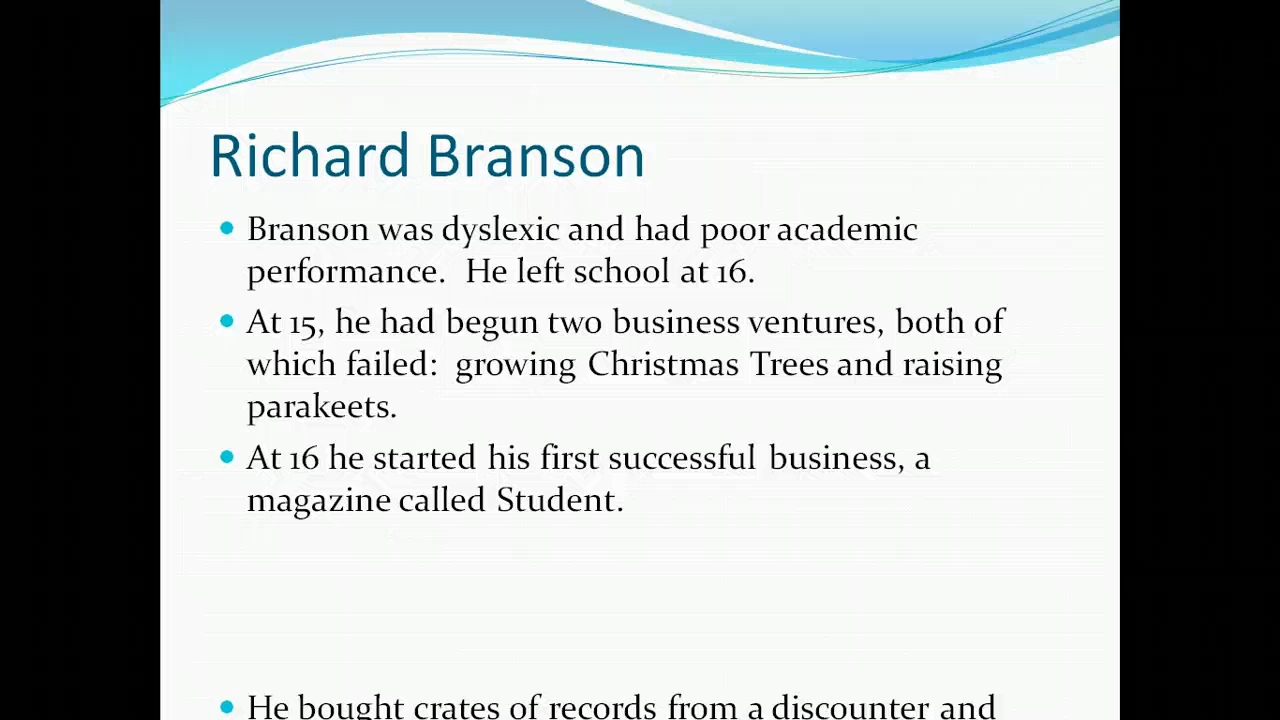 Richard Branson
Branson was dyslexic and had poor academic
performance.  He left school at 16.
At 15, he had begun two business ventures, both of
which failed:  growing Christmas Trees and raising
parakeets.
At 16 he started his first successful business, a
magazine called Student.
He bought crates of records from a discounter and